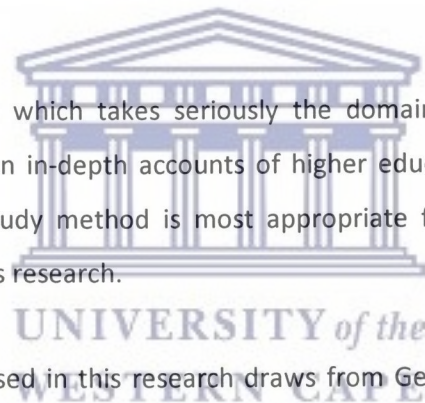 which takes seriously the domain
in-depth accounts of higher edu
udy method is most appropriate f
s research.
UNIVERSITY of the
sed in this research draws from Ge
WESTERN CAPE